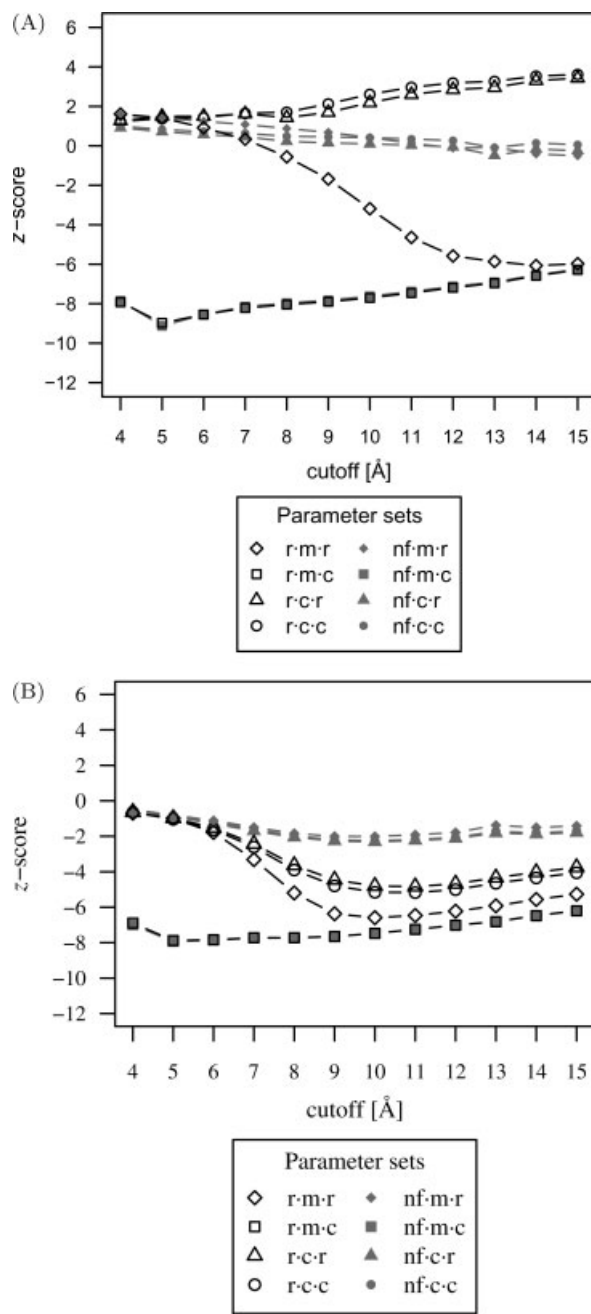 (A)
6
4
2
0
−2
−4
−6
−8
−10
−12
z−score
4 5 6 7 8 9 10 11 12 13 14 15
cutoff [Å]
Parameter sets
r·m·r nf·m·r
r·m·c nf·m·c
r·c·r nf·c·r
r·c·c nf·c·c
(B)
6
4
2
0
−2
−4
−6
−8
−10
−12
z−score
4 5 6 7 8 9 10 11 12 13 14 15
cutoff [Å]
Parameter sets
r·m·r nf·m·r
r·m·c nf·m·c
r·c·r nf·c·r
r·c·c nf·c·c